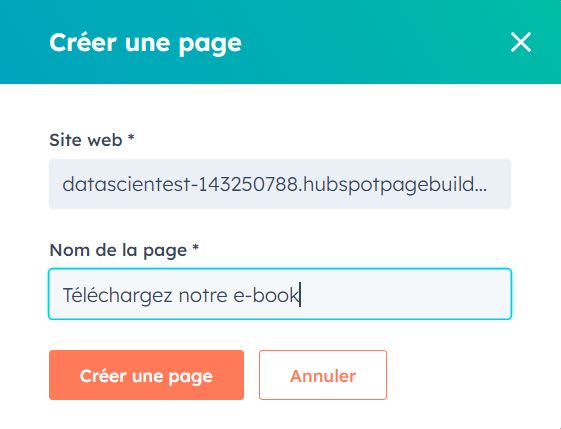 Créer une page
Site web *
datascientest-143250788.hubspotpagebuild...
Nom de la page *
Téléchargez notre e-book
Créer une page
Annuler